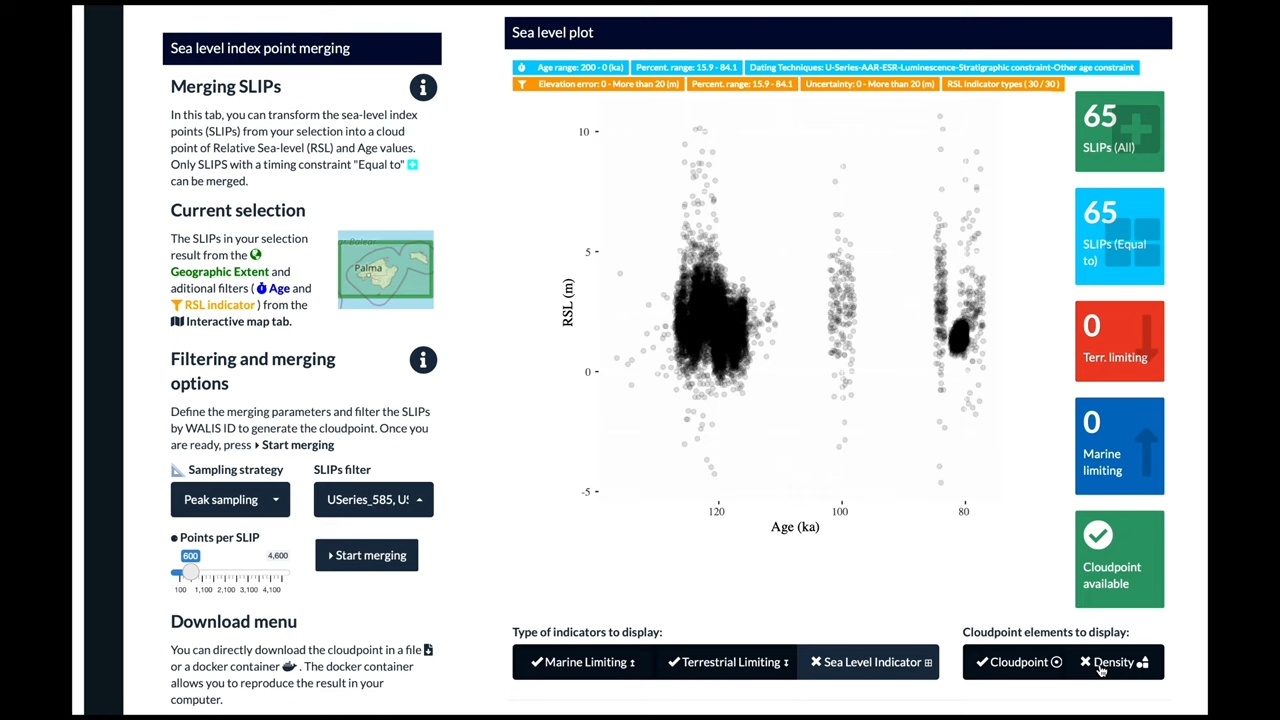 Sea level index point merging
Merging SLIPs
In this tab, you can transform the sea-level index
points (SLIPs) from your selection into a cloud
point of Relative Sea-level (RSL) and Age values.
Only SLIPS with a timing constraint "Equal to"
can be merged.
Current selection
The SLIPs in your selection
result from the
Geographic Extent and
aditional filters ( Age and
RSL indicator ) from the
Interactive map tab.
Palma
Filtering and merging
options
Define the merging parameters and filter the SLIPs
by WALIS ID to generate the cloudpoint. Once you
are ready, press Start merging
Sampling strategy
SLIPs filter
Peak sampling
USeries_585, US
Points per SLIP
600
4,600
100 1,100 2,100 3,100 4,100
Start merging
Download menu
You can directly download the cloudpoint in a file
or a docker container . The docker container
allows you to reproduce the result in your
computer.
Sea level plot
Age range: 200 - 0 (ka)
Percent. range: 15.9 - 84.1
Dating Techniques: U-Series-AAR-ESR-Luminescence-Stratigraphic constraint-Other age constraint
Elevation error: 0 - More than 20 (m)
Percent. range: 15.9 - 84.1
Uncertainty: 0 - More than 20 (m)
RSL Indicator types ( 30 / 30 )
10
5
0
-5
RSL (m)
120 100 80
Age (ka)
65
SLIPs (All)
65
SLIPs (Equal
to)
0
Terr. limiting
0
Marine
limiting
Cloudpoint
available
Type of indicators to display:
Marine Limiting
Terrestrial Limiting
Sea Level Indicator
Cloudpoint elements to display:
Cloudpoint
Density